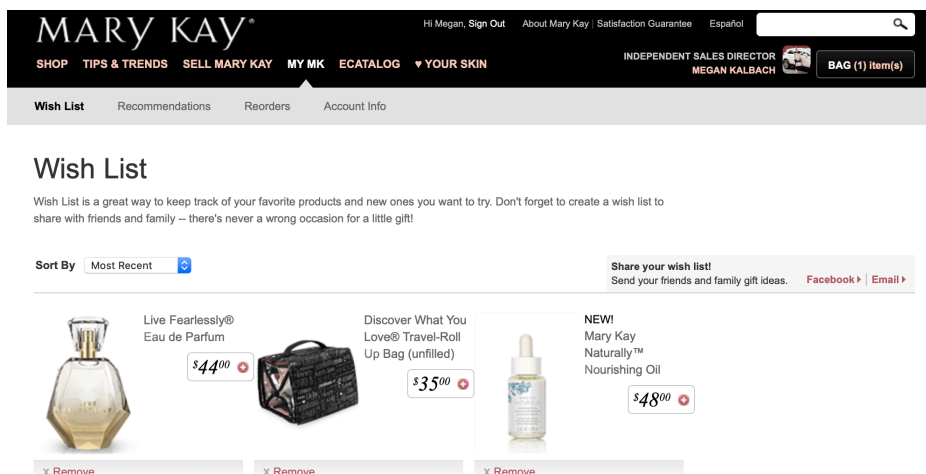 MARY KAY®
Hi Megan, Sign Out About Mary Kay | Satisfaction Guarantee Español
SHOP TIPS & TRENDS SELL MARY KAY MY MK ECATALOG ♥ YOUR SKIN
INDEPENDENT SALES DIRECTOR
MEGAN KALBACH
BAG (1) item(s)
Wish List Recommendations Reorders Account Info
Wish List
Wish List is a great way to keep track of your favorite products and new ones you want to try. Don't forget to create a wish list to
share with friends and family -- there's never a wrong occasion for a little gift!
Sort By Most Recent
Share your wish list!
Send your friends and family gift ideas. Facebook | Email
Live Fearlessly®
Eau de Parfum
$4400
Discover What You
Love® Travel-Roll
Up Bag (unfilled)
$3500
NEW!
Mary Kay
Naturally™
Nourishing Oil
$4800
X Remove
X Remove
X Remove